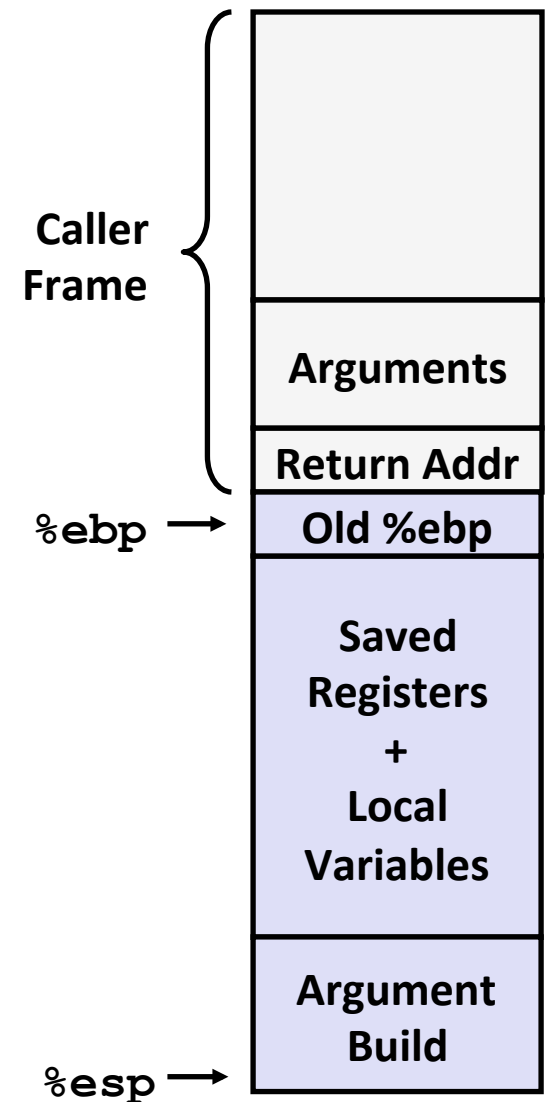 Caller
Frame
Arguments
Return Addr
%ebp
Old %ebp
Saved
Registers
+
Local
Variables
Argument
Build
%esp